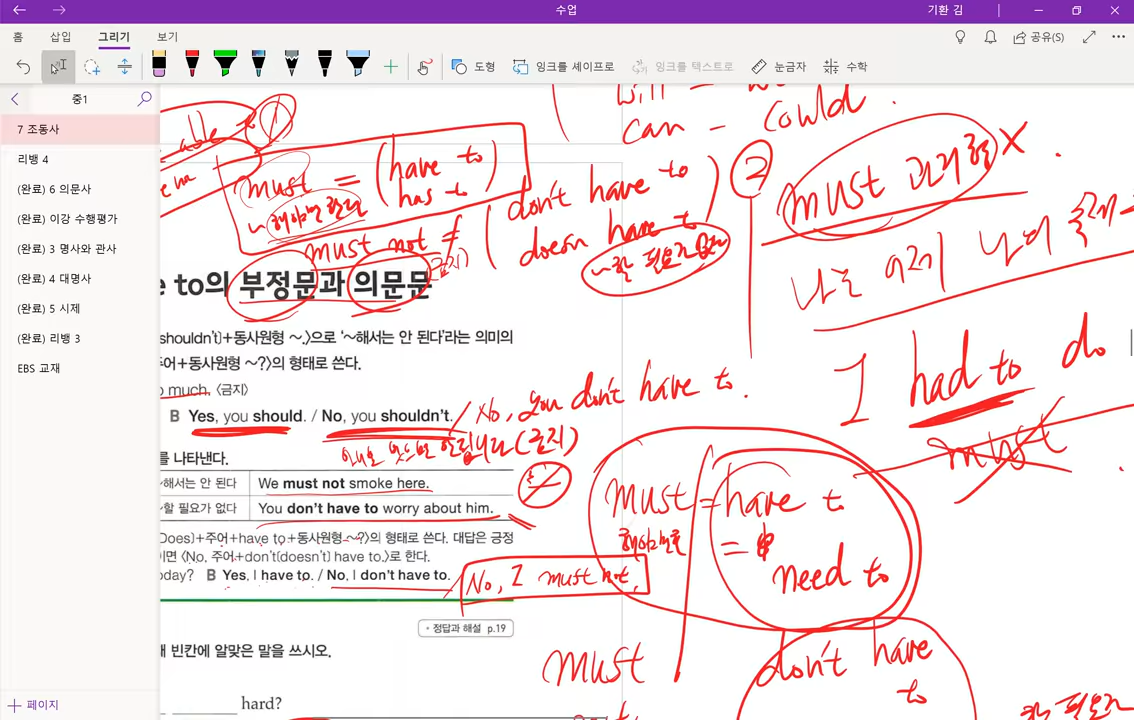 수업
기환 김
홈 삽입 그리기 보기
공유(S)
도형 잉크를 셰이프로 잉크를 텍스트로 눈금자 수학
중1
7 조동사
리뱅 4
(완료) 6 의문사
(완료) 이강 수행평가
(완료) 3 명사와 관사
(완료) 4 대명사
(완료) 5 시제
(완료) 리뱅 3
EBS 교재
페이지
will =
can - could
able
①
must = (have to
has to)
~해야만 한다
must not ≠ (don't have to
doesn have to)
(금지)
~할 필요가 없다
②
must 과거형 X
나는 어제
I had to do
must
e to의 부정문과 의문문
shouldn't)+동사원형 ~.)으로 '~해서는 안 된다'라는 의미의
주어+동사원형 ~?)의 형태로 쓴다.
o much. <금지>
B Yes, you should. / No, you shouldn't.
/ No, you don't have to.
(금지)
를 나타낸다.
~해서는 안 된다 We must not smoke here.
~할 필요가 없다 You don't have to worry about him.
Does)+주어+have to+동사원형 ~?)의 형태로 쓴다. 대답은 긍정
이면 <No, 주어+don't[doesn't] have to.>로 한다.
oday? B Yes, I have to. / No, I don't have to.
No, I must not.
must = have to
= need to
정답과 해설 p.19
빈칸에 알맞은 말을 쓰시오.
hard?
must
don't have
to